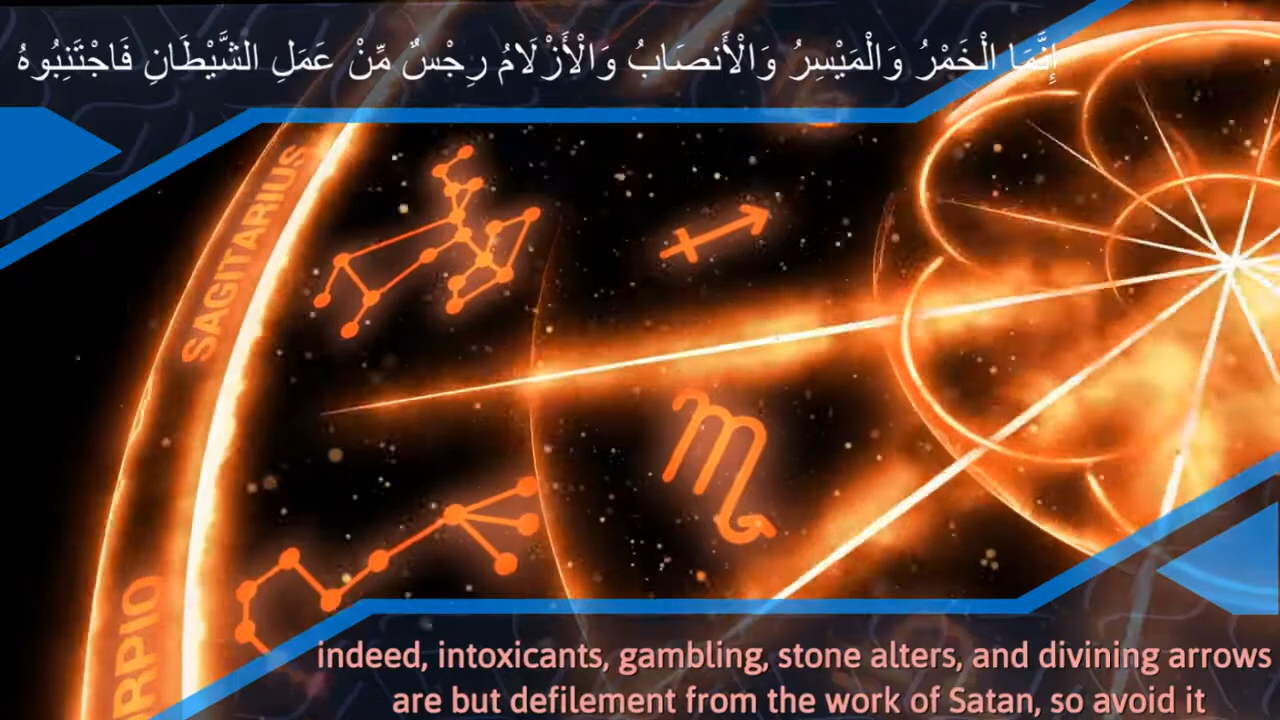 إِنَّمَا الْخَمْرُ وَالْمَيْسِرُ وَالْأَنصَابُ وَالْأَزْلَامُ رِجْسٌ مِّنْ عَمَلِ الشَّيْطَانِ فَاجْتَنِبُوهُ
SAGITARIUS
RPIO
indeed, intoxicants, gambling, stone alters, and divining arrows
are but defilement from the work of Satan, so avoid it